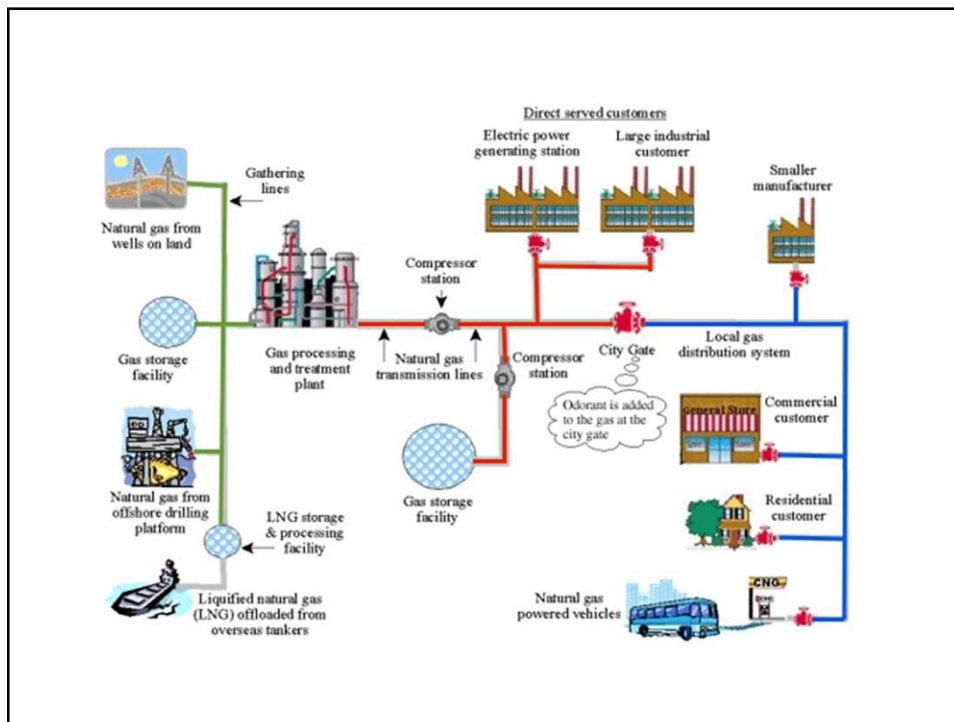 Direct served customers
Electric power
generating station
Large industrial
customer
Smaller
manufacturer
Gathering
lines
Natural gas from
wells on land
Compressor
station
Gas storage
facility
Gas processing
and treatment
plant
Natural gas
transmission lines
Compressor
station
City Gate
Local gas
distribution system
Odorant is added
to the gas at the
city gate
General Store
Commercial
customer
Gas storage
facility
Natural gas from
offshore drilling
platform
LNG storage
& processing
facility
Residential
customer
Liquified natural gas
(LNG) offloaded from
overseas tankers
Natural gas
powered vehicles
CNG